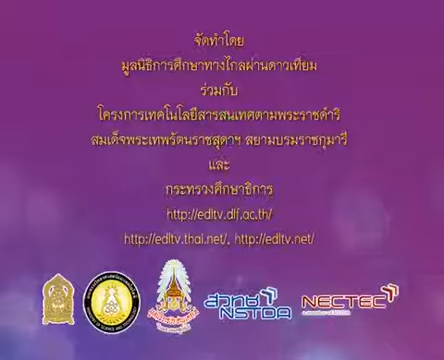 จัดทำโดย
มูลนิธิการศึกษาทางไกลผ่านดาวเทียม
ร่วมกับ
โครงการเทคโนโลยีสารสนเทศตามพระราชดำริ
สมเด็จพระเทพรัตนราชสุดาฯ สยามบรมราชกุมารี
และ
กระทรวงศึกษาธิการ
http://edltv.dlf.ac.th/
http://edltv.thai.net/, http://edltv.net/
สวทช NECTEC
NSTDA